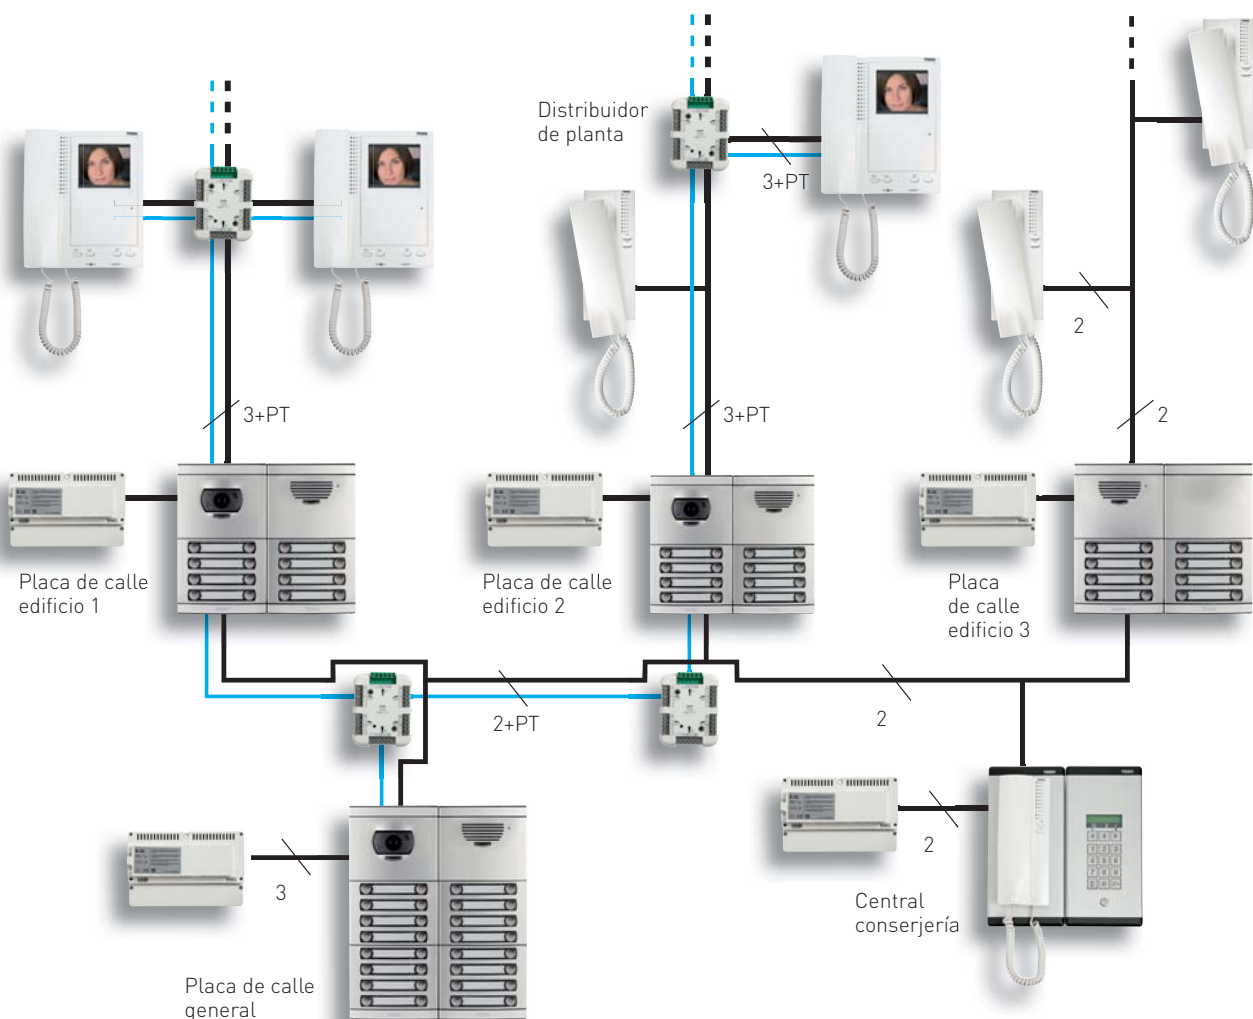 Distribuidor
de planta
3+PT
2
3+PT
3+PT
2
Placa de calle
edificio 1
Placa de calle
edificio 2
Placa
de calle
edificio 3
2+PT
2
3
2
Central
conserjería
Placa de calle
general